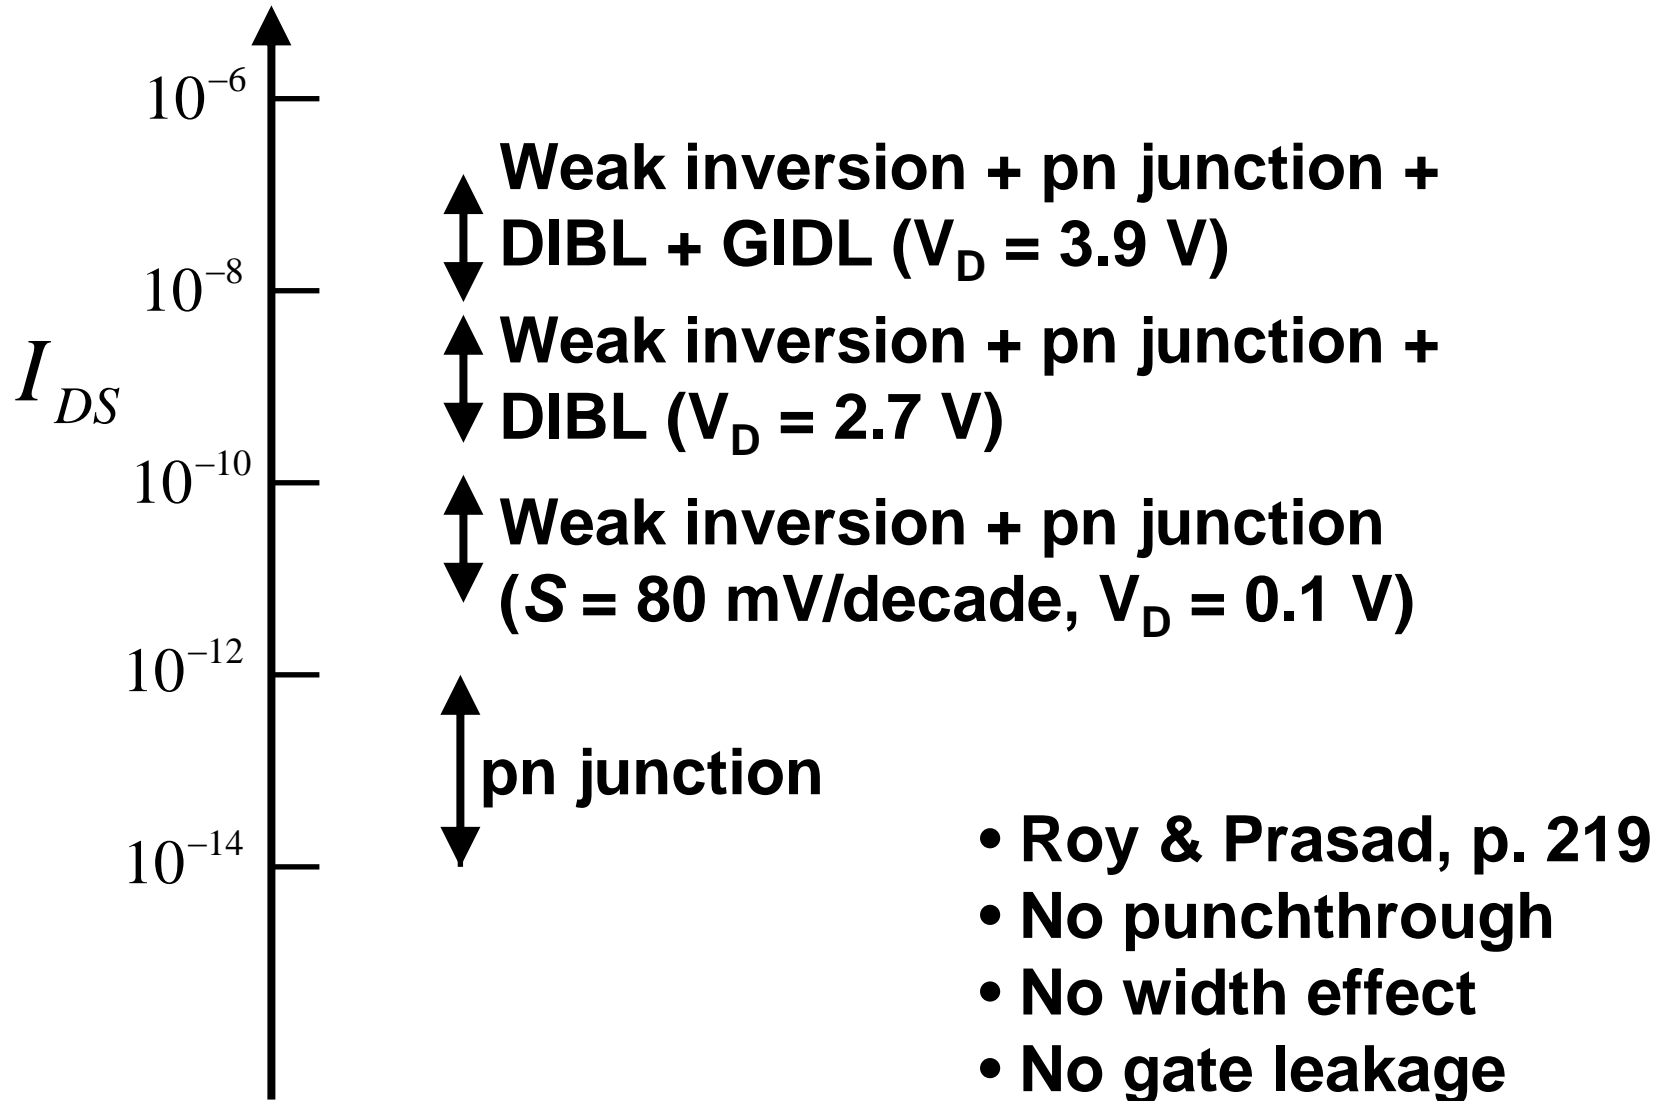 10⁻⁶
Weak inversion + pn junction +
DIBL + GIDL (V_D = 3.9 V)
10⁻⁸
Weak inversion + pn junction +
I_DS
DIBL (V_D = 2.7 V)
10⁻¹⁰
Weak inversion + pn junction
(S = 80 mV/decade, V_D = 0.1 V)
10⁻¹²
pn junction
10⁻¹⁴
• Roy & Prasad, p. 219
• No punchthrough
• No width effect
• No gate leakage